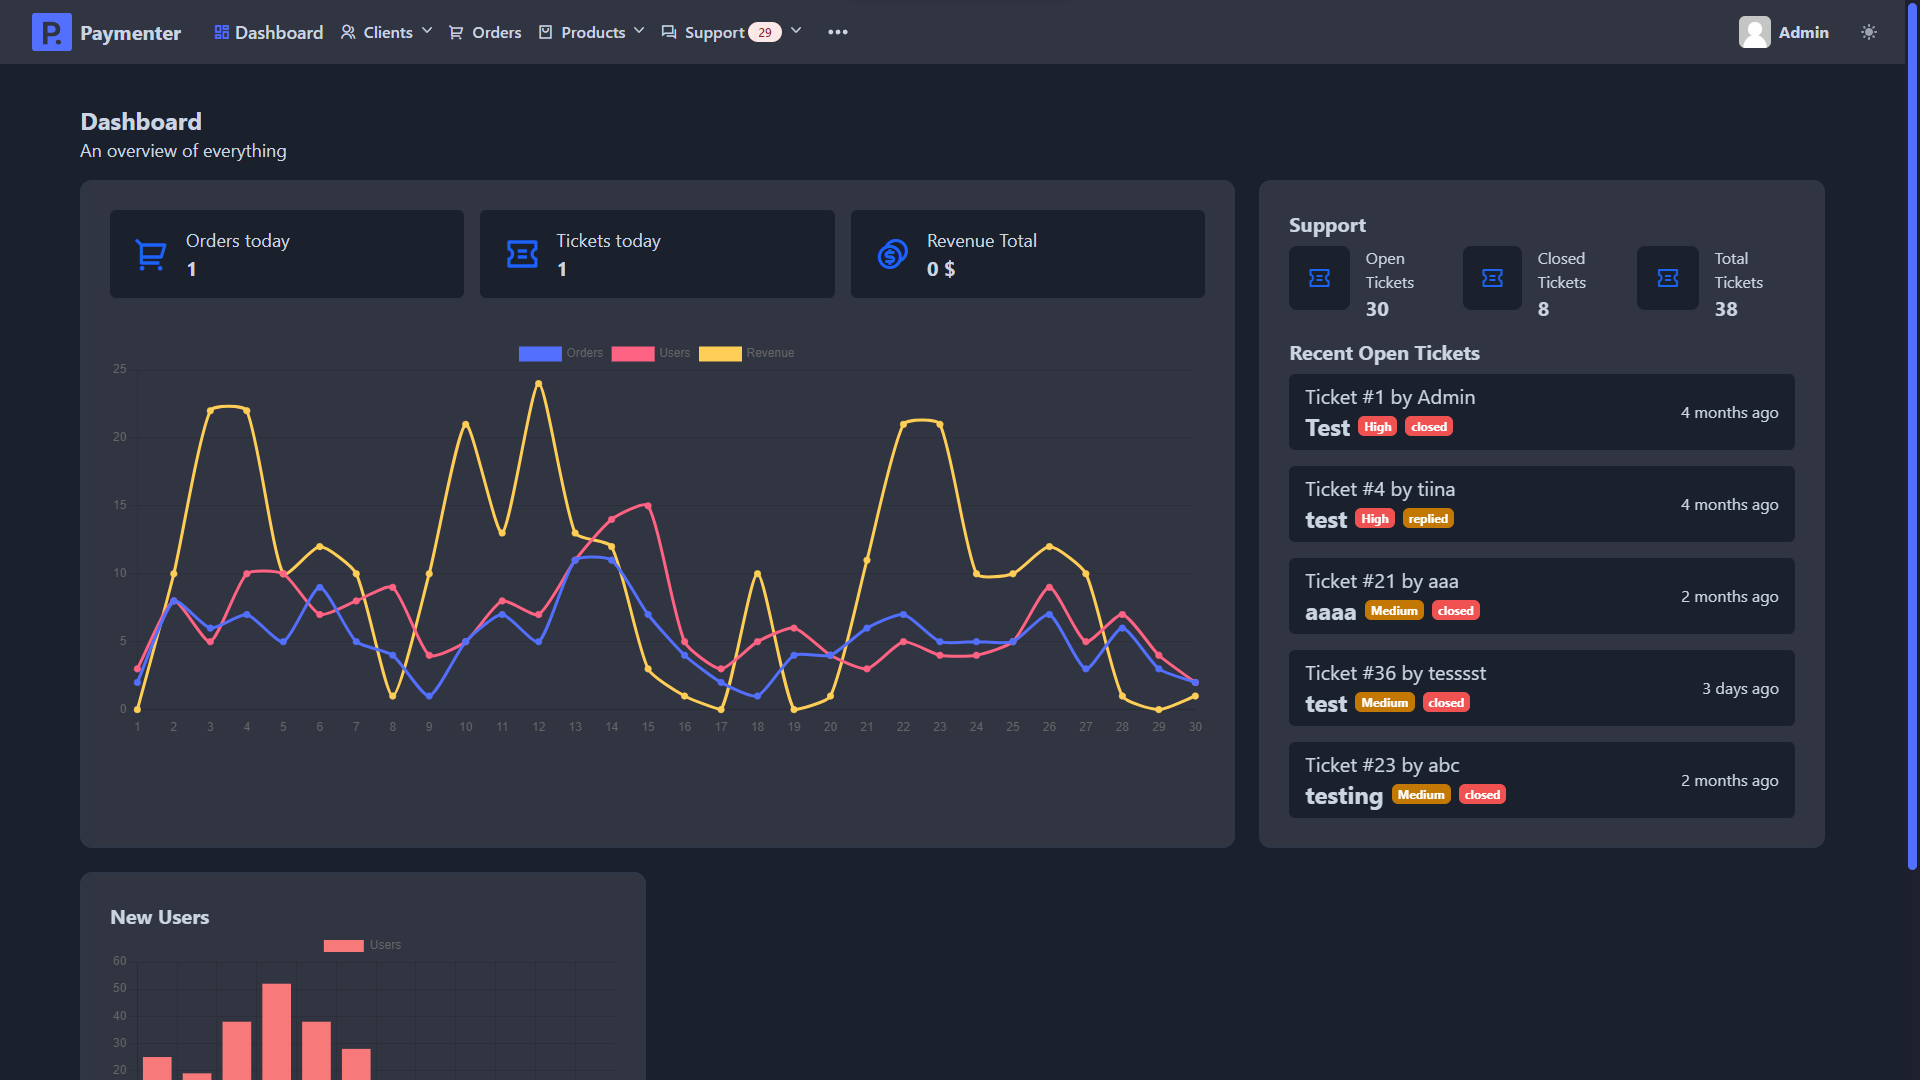 P. Paymenter Dashboard Clients Orders Products Support 29 ••• Admin
Dashboard
An overview of everything
Orders today
1
Tickets today
1
Revenue Total
0 $
Orders Users Revenue
25
20
15
10
5
0
1 2 3 4 5 6 7 8 9 10 11 12 13 14 15 16 17 18 19 20 21 22 23 24 25 26 27 28 29 30
Support
Open
Tickets
30
Closed
Tickets
8
Total
Tickets
38
Recent Open Tickets
Ticket #1 by Admin
Test High closed
4 months ago
Ticket #4 by tiina
test High replied
4 months ago
Ticket #21 by aaa
aaaa Medium closed
2 months ago
Ticket #36 by tesssst
test Medium closed
3 days ago
Ticket #23 by abc
testing Medium closed
2 months ago
New Users
Users
60
50
40
30
20